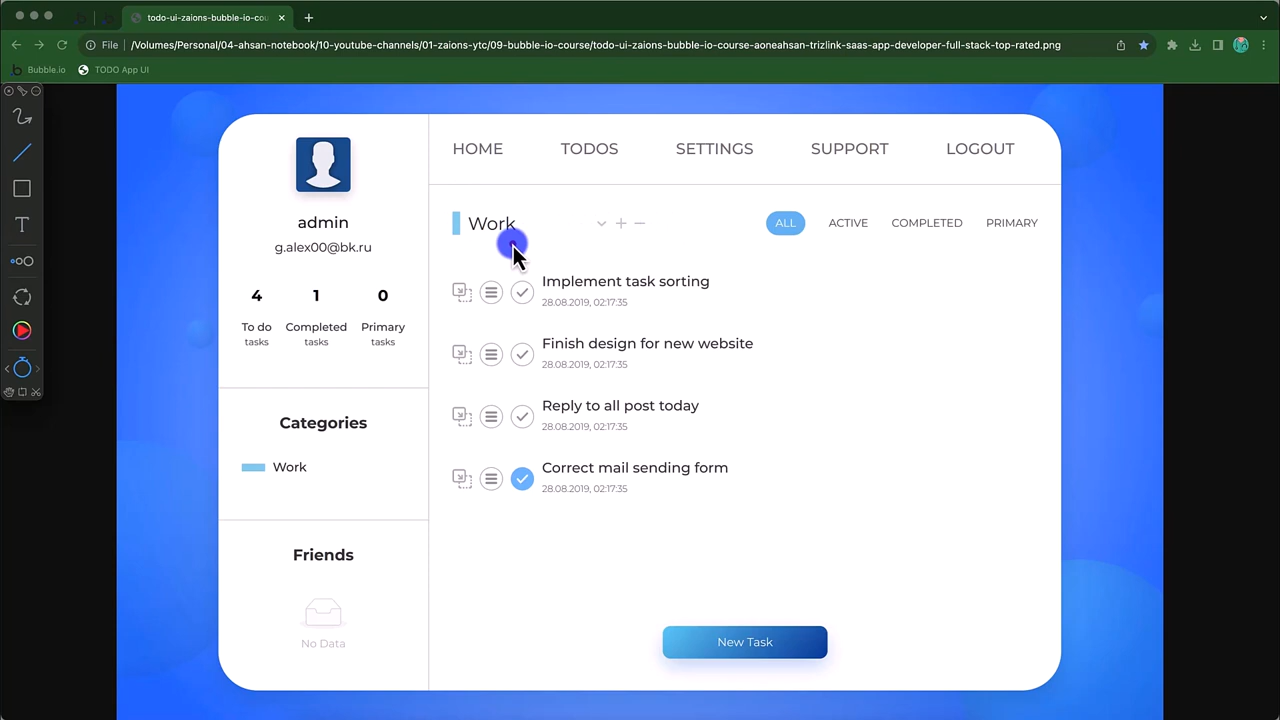 todo-ui-zaions-bubble-io-cou
File
/Volumes/Personal/04-ahsan-notebook/10-youtube-channels/01-zaions-ytc/09-bubble-io-course/todo-ui-zaions-bubble-io-course-aoneahsan-trizlink-saas-app-developer-full-stack-top-rated.png
Bubble.io
TODO App UI
HOME
TODOS
SETTINGS
SUPPORT
LOGOUT
admin
g.alex00@bk.ru
4
1
0
To do
Completed
Primary
tasks
tasks
tasks
Categories
Work
Friends
No Data
Work
ALL
ACTIVE
COMPLETED
PRIMARY
Implement task sorting
28.08.2019, 02:17:35
Finish design for new website
28.08.2019, 02:17:35
Reply to all post today
28.08.2019, 02:17:35
Correct mail sending form
28.08.2019, 02:17:35
New Task